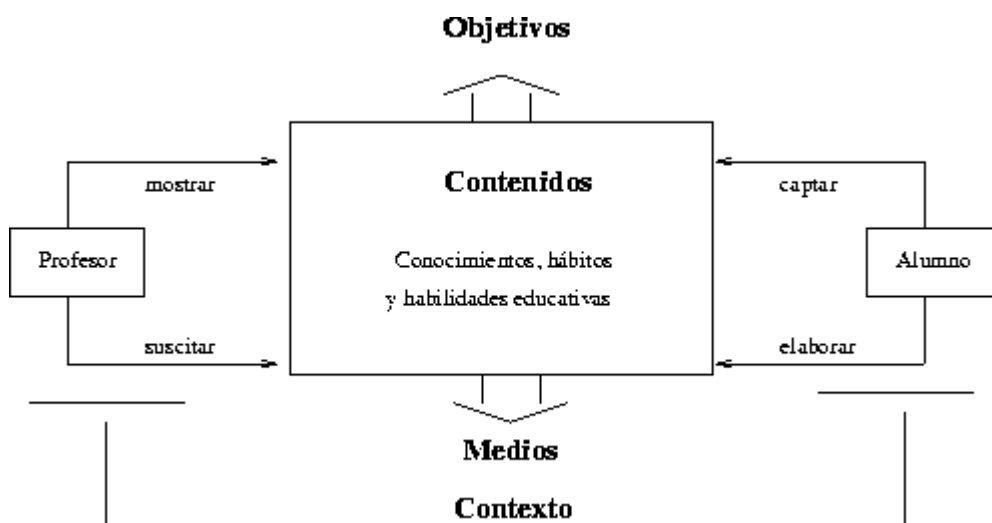 Objetivos
mostrar
Contenidos
captar
Profesor
Conocimientos, hábitos
y habilidades educativas
Alumno
suscitar
elaborar
Medios
Contexto